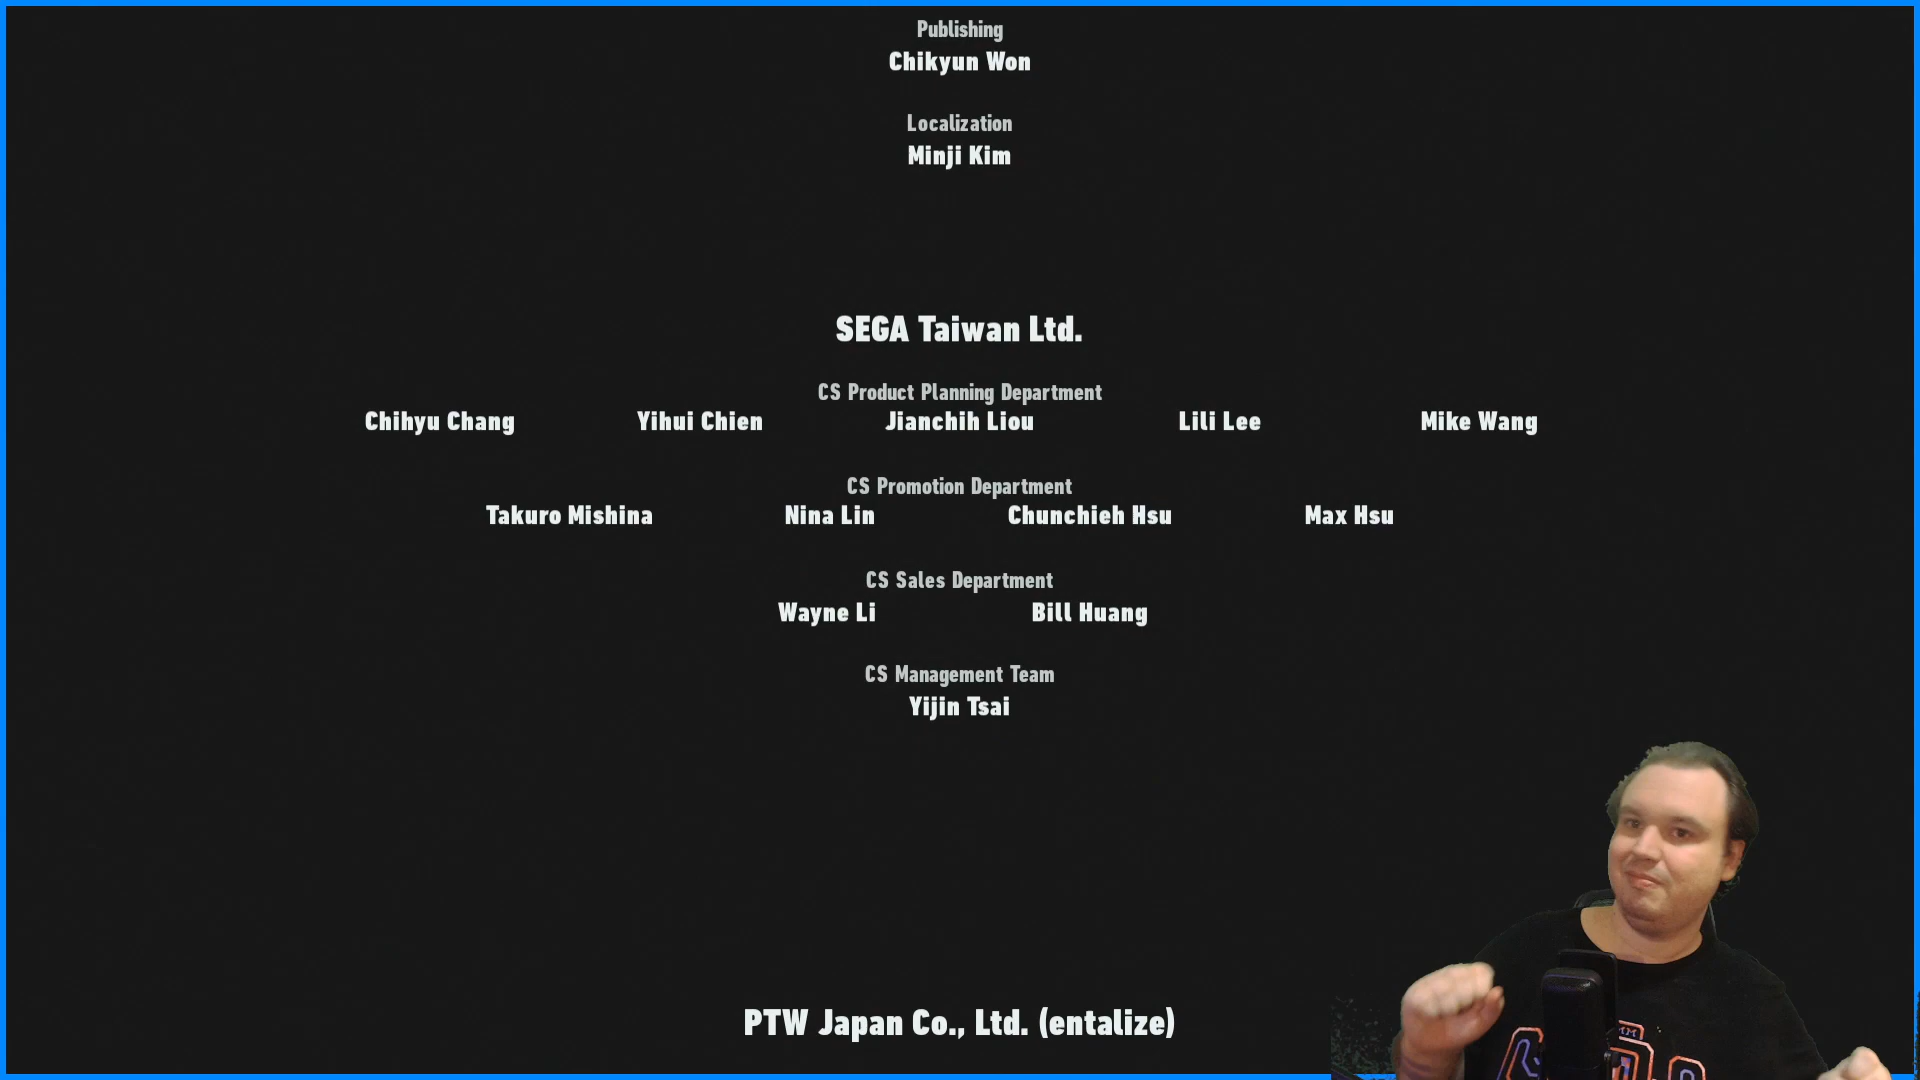 Publishing
Chikyun Won
Localization
Minji Kim
SEGA Taiwan Ltd.
CS Product Planning Department
Chihyu Chang Yihui Chien Jianchih Liou Lili Lee Mike Wang
CS Promotion Department
Takuro Mishina Nina Lin Chunchieh Hsu Max Hsu
CS Sales Department
Wayne Li Bill Huang
CS Management Team
Yijin Tsai
PTW Japan Co., Ltd. (entalize)